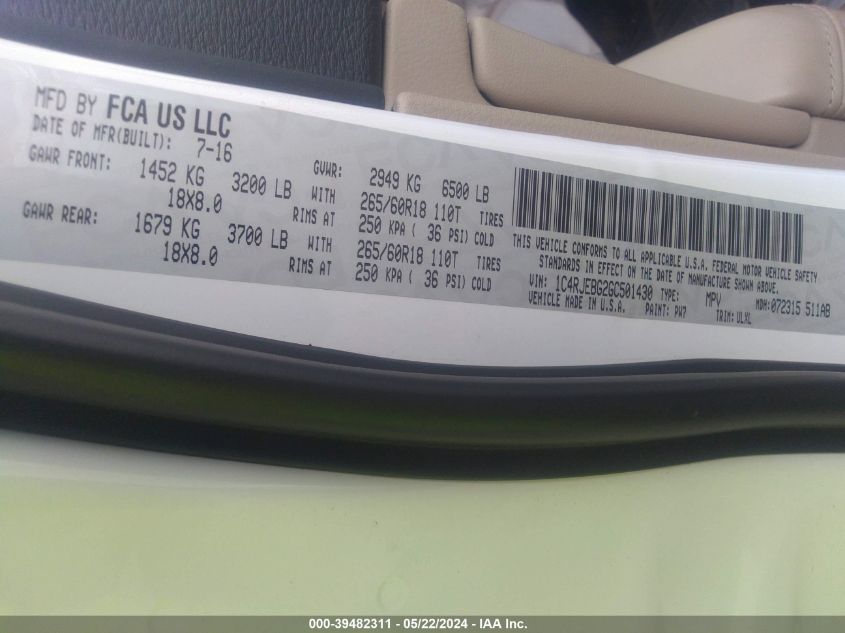 MFD BY FCA US LLC
DATE OF MFR(BUILT): 7-16
GVWR: 2949 KG 6500 LB
GAWR FRONT: 1452 KG 3200 LB WITH 265/60R18 110T TIRES
18X8.0 RIMS AT 250 KPA ( 36 PSI) COLD
GAWR REAR: 1679 KG 3700 LB WITH 265/60R18 110T TIRES
18X8.0 RIMS AT 250 KPA ( 36 PSI) COLD
THIS VEHICLE CONFORMS TO ALL APPLICABLE U.S.A. FEDERAL MOTOR VEHICLE SAFETY
STANDARDS IN EFFECT ON THE DATE OF MANUFACTURE SHOWN ABOVE.
VIN: 1C4RJEBG2GC501430 TYPE: MPV MDH:072315 511AB
VEHICLE MADE IN U.S.A. PAINT: PW7 TRIM:ULXL
000-39482311 - 05/22/2024 - IAA Inc.